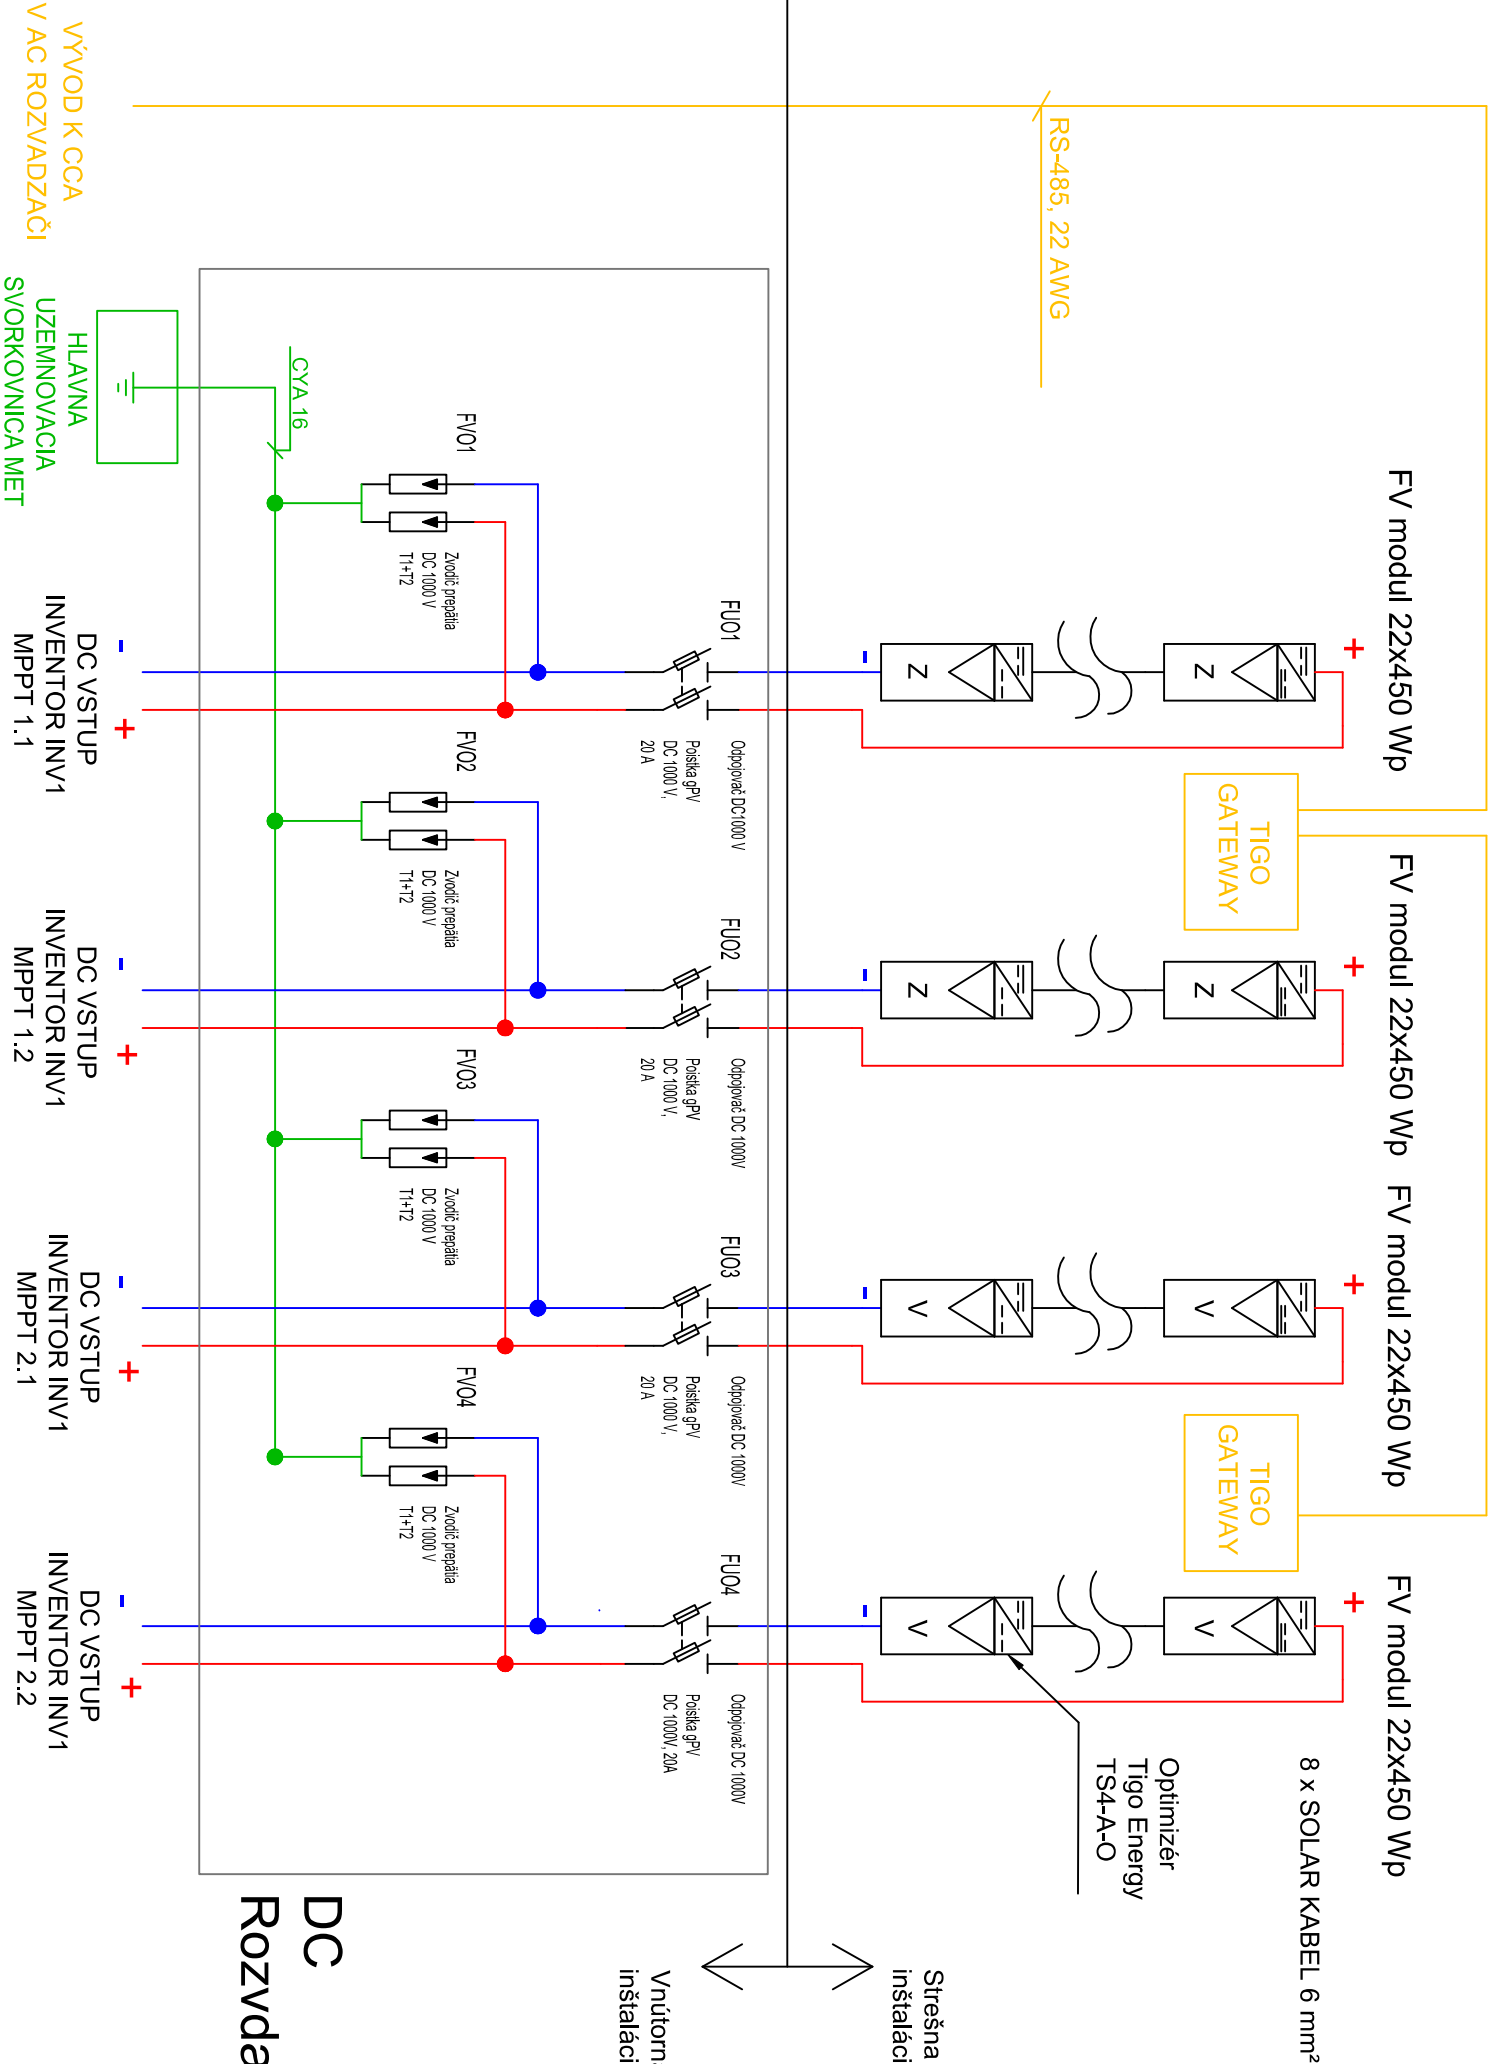 FV modul 22x450 Wp
FV modul 22x450 Wp
FV modul 22x450 Wp
FV modul 22x450 Wp
8 x SOLAR KABEL 6 mm²
+
+
+
+
TIGO
GATEWAY
TIGO
GATEWAY
Z
Z
V
V
Optimizér
Tigo Energy
TS4-A-O
RS-485, 22 AWG
Z
Z
V
V
-
-
-
-
Strešna
inštaláci
Vnútorn
inštaláci
FUO1
Odpojovač DC1000 V
Poistka gPV
DC 1000 V,
20 A
FUO2
Odpojovač DC 1000V
Poistka gPV
DC 1000 V,
20 A
FUO3
Odpojovač DC 1000V
Poistka gPV
DC 1000 V,
20 A
FUO4
Odpojovač DC 1000V
Poistka gPV
DC 1000V, 20A
FVO1
Zvodič prepätia
DC 1000 V
T1+T2
FVO2
Zvodič prepätia
DC 1000 V
T1+T2
FVO3
Zvodič prepätia
DC 1000 V
T1+T2
FVO4
Zvodič prepätia
DC 1000 V
T1+T2
CYA 16
DC
Rozvda
VÝVOD K CCA
V AC ROZVADZAČI
HLAVNA
UZEMNOVACIA
SVORKOVNICA MET
- +
DC VSTUP
INVENTOR INV1
MPPT 1.1
- +
DC VSTUP
INVENTOR INV1
MPPT 1.2
- +
DC VSTUP
INVENTOR INV1
MPPT 2.1
- +
DC VSTUP
INVENTOR INV1
MPPT 2.2